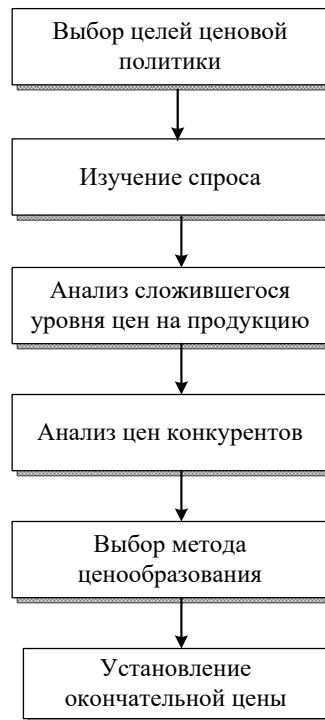 Выбор целей ценовой
политики
Изучение спроса
Анализ сложившегося
уровня цен на продукцию
Анализ цен конкурентов
Выбор метода
ценообразования
Установление
окончательной цены